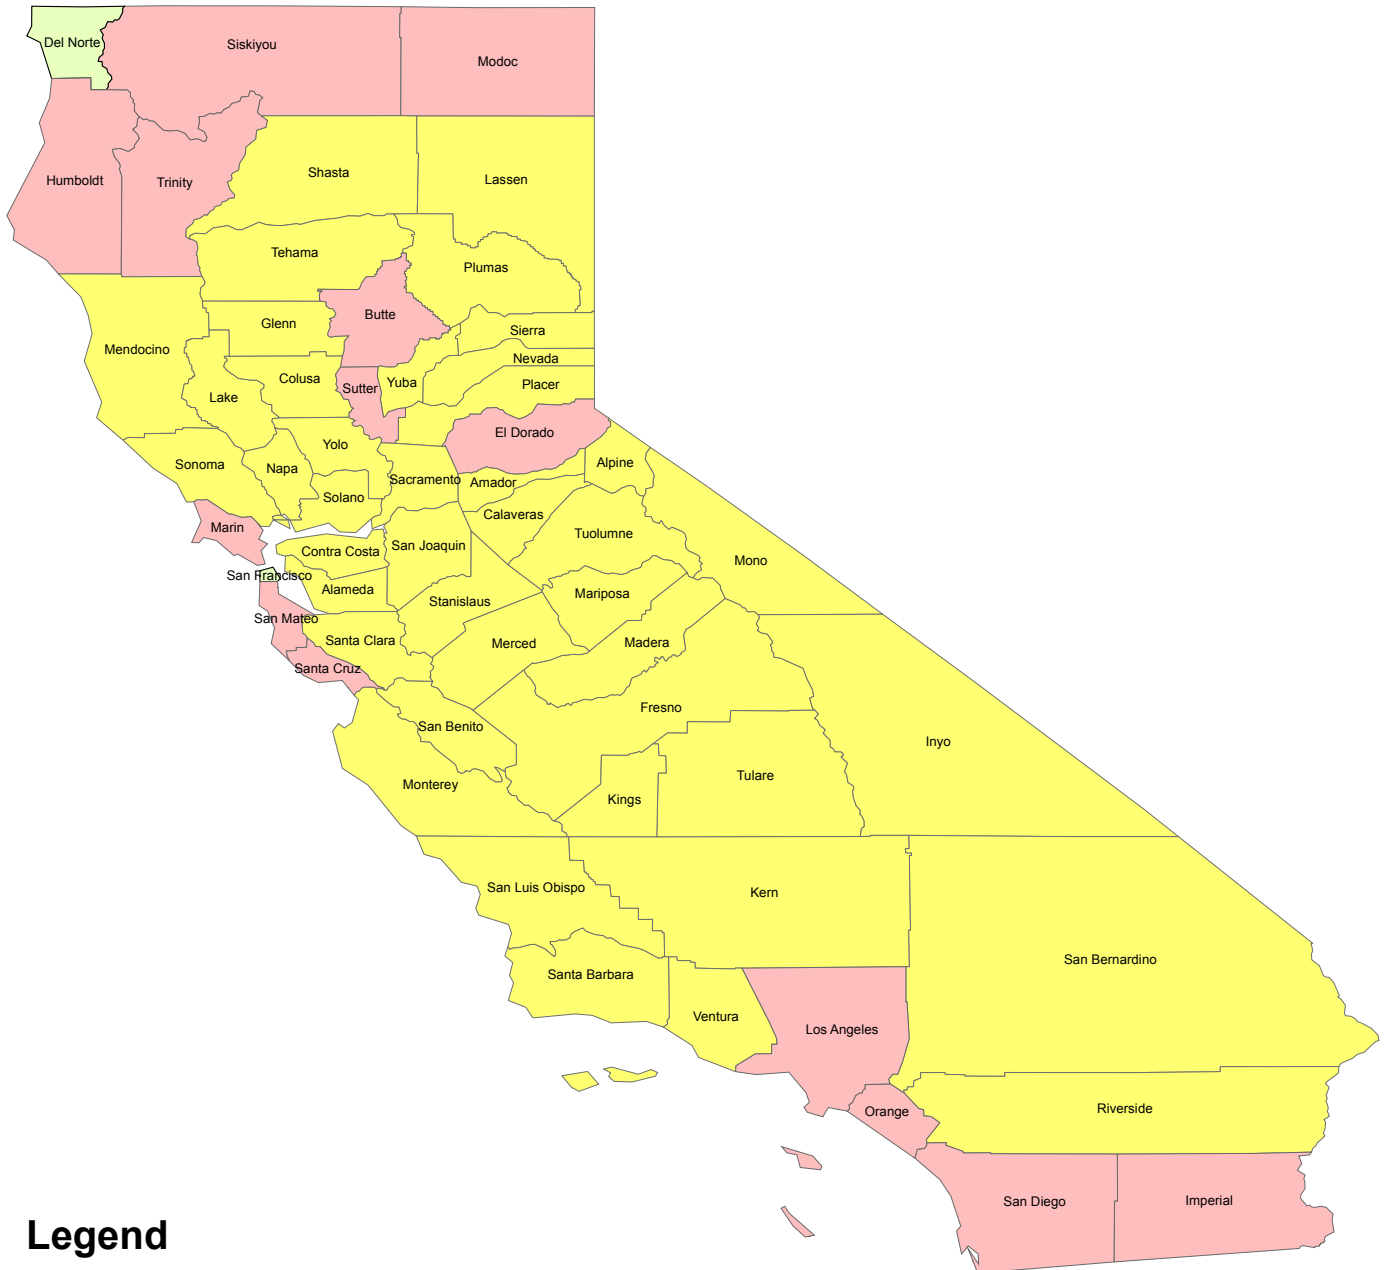 Del Norte
Siskiyou
Modoc
Humboldt
Trinity
Shasta
Lassen
Tehama
Plumas
Butte
Glenn
Sierra
Mendocino
Nevada
Colusa
Yuba
Placer
Sutter
Lake
El Dorado
Yolo
Sonoma
Napa
Alpine
Sacramento
Amador
Solano
Calaveras
Marin
Tuolumne
San Joaquin
Contra Costa
Mono
San Francisco
Alameda
Mariposa
Stanislaus
San Mateo
Santa Clara
Merced
Madera
Santa Cruz
Fresno
San Benito
Inyo
Tulare
Monterey
Kings
San Luis Obispo
Kern
San Bernardino
Santa Barbara
Ventura
Los Angeles
Orange
Riverside
San Diego
Imperial
Legend